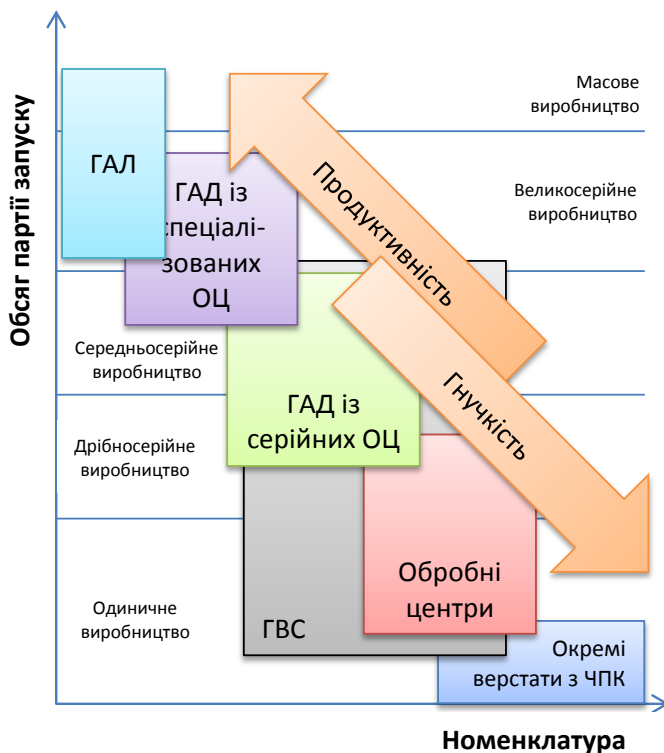 Обсяг партії запуску
Масове
виробництво
ГАЛ
ГАД із
спеціалі-
зованих
ОЦ
Продуктивність
Великосерійне
виробництво
Середньосерійне
виробництво
ГАД із
серійних ОЦ
Гнучкість
Дрібносерійне
виробництво
Обробні
центри
Одиничне
виробництво
ГВС
Окремі
верстати з ЧПК
Номенклатура